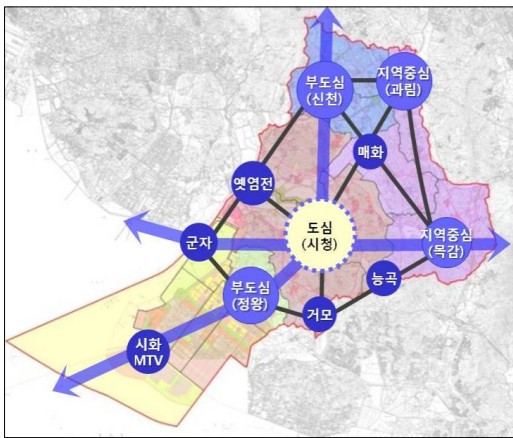 부도심
(신천)
지역중심
(과림)
매화
옛염전
도심
(시청)
군자
지역중심
(목감)
능곡
부도심
(정왕)
거모
시화
MTV